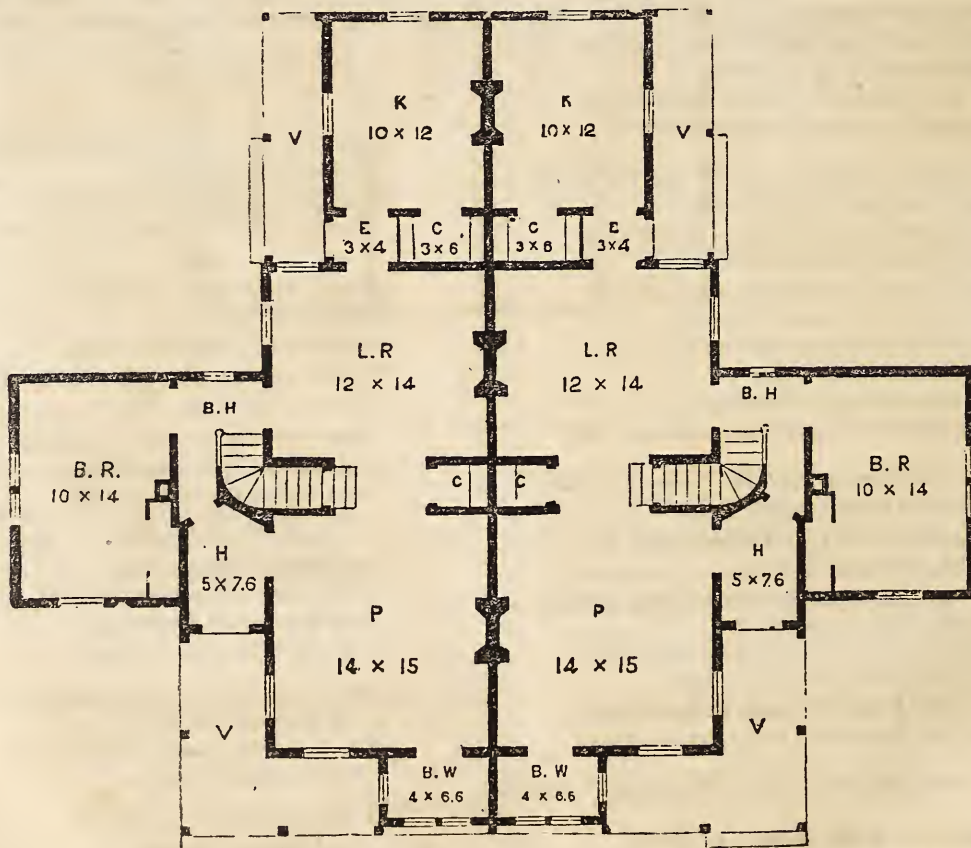 K
10 x 12
K
10 x 12
V
V
E
3 x 4
C
3 x 6
C
3 x 6
E
3 x 4
L. R
12 x 14
L. R
12 x 14
B. H
B. H
B. R.
10 x 14
C
C
B. R
10 x 14
H
5 x 7.6
H
5 x 7.6
P
14 x 15
P
14 x 15
V
V
B. W
4 x 6.6
B. W
4 x 6.6